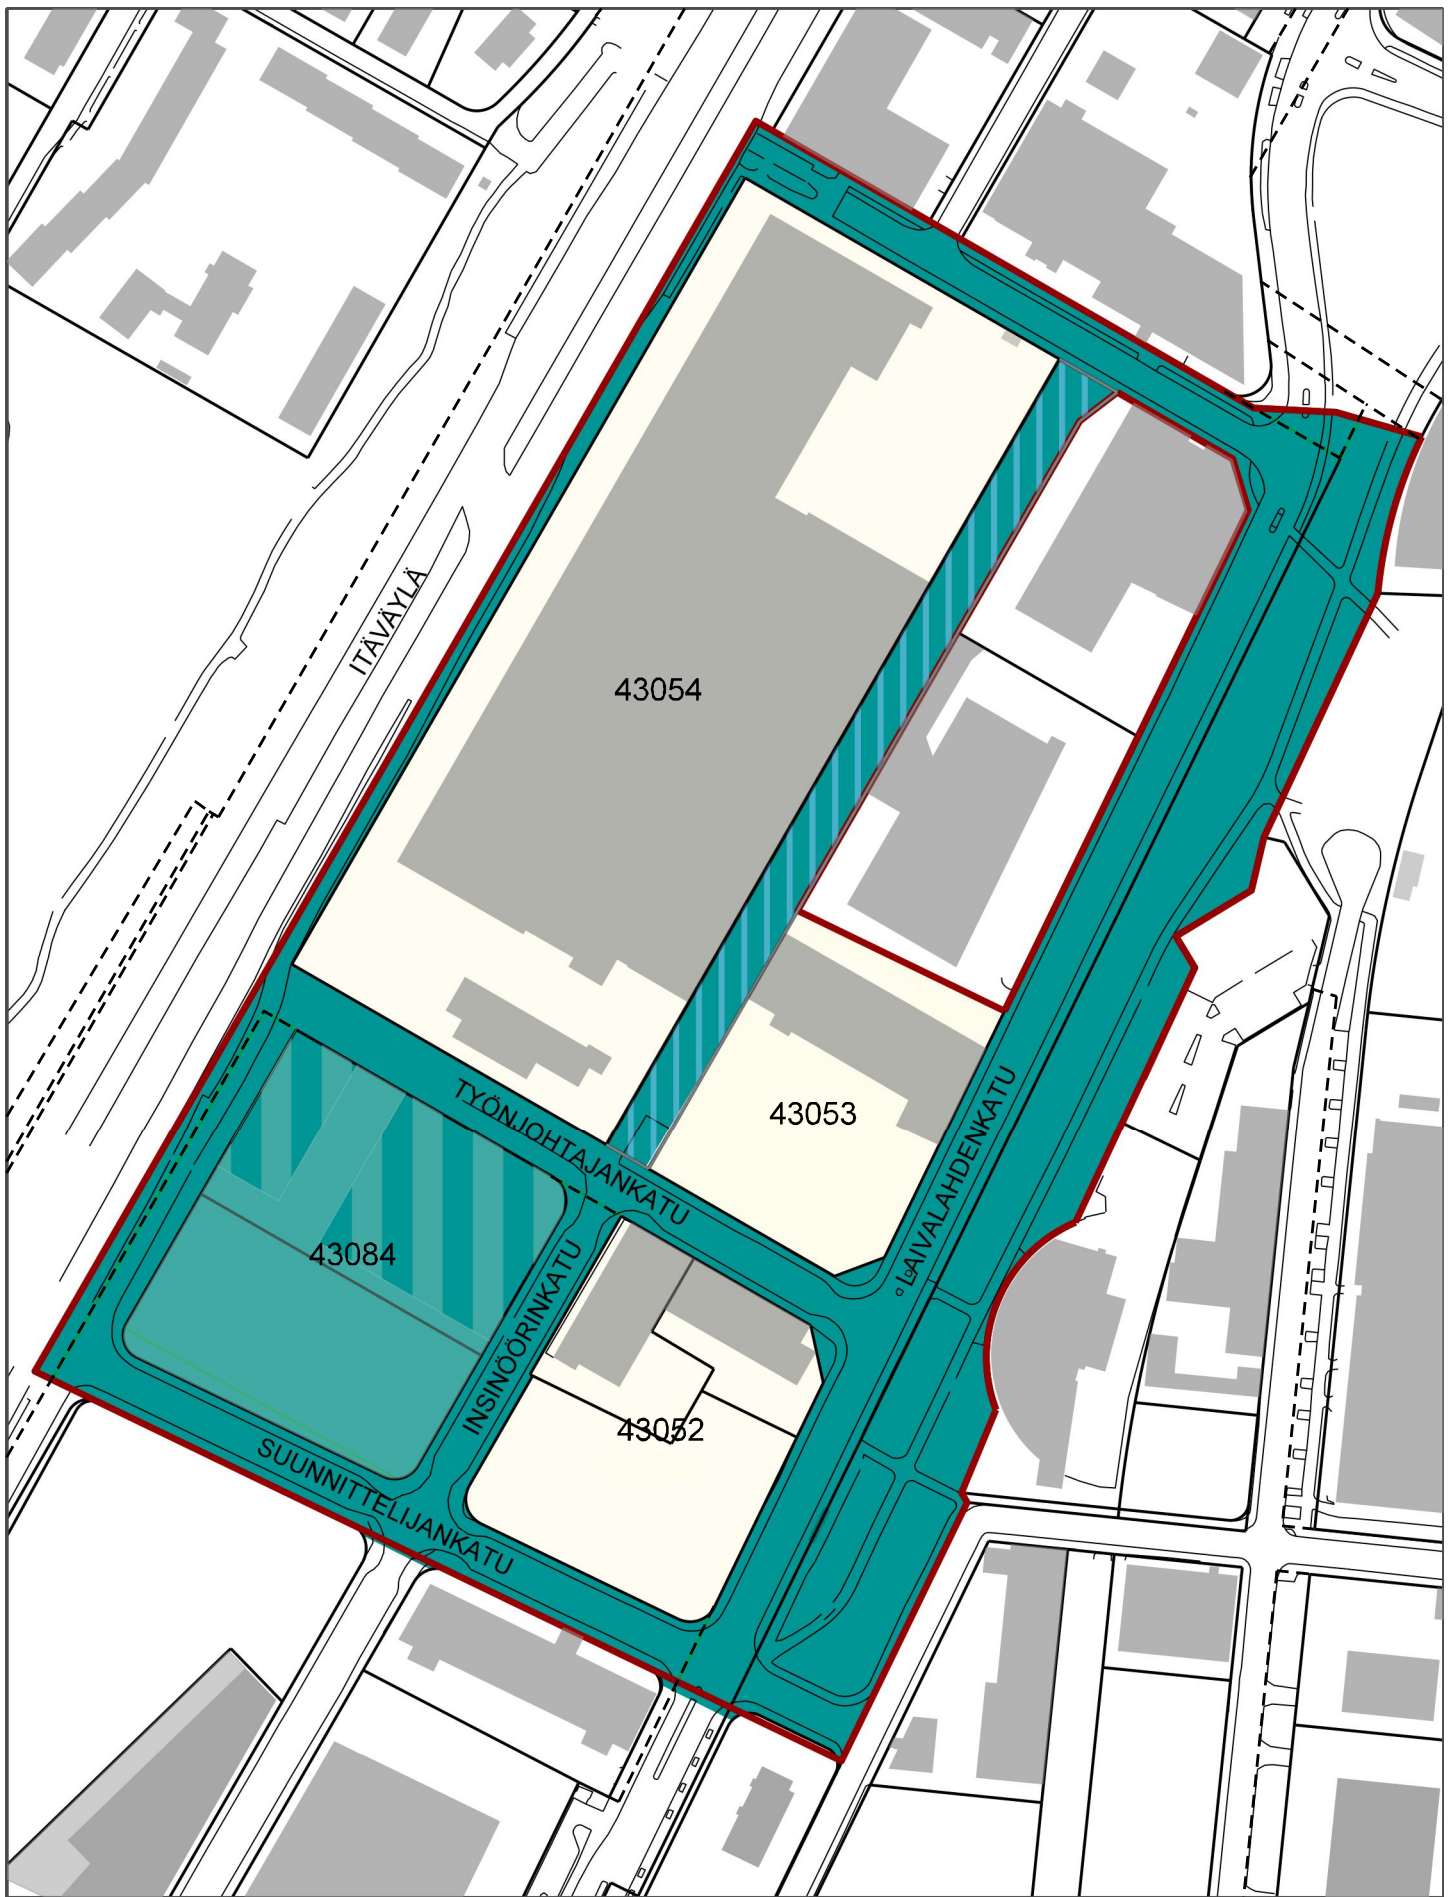 ITÄVÄYLÄ
43054
43053
TYÖNJOHTAJANKATU
LAIVALAHDENKATU
43084
INSINÖÖRINKATU
43052
SUUNNITTELIJANKATU